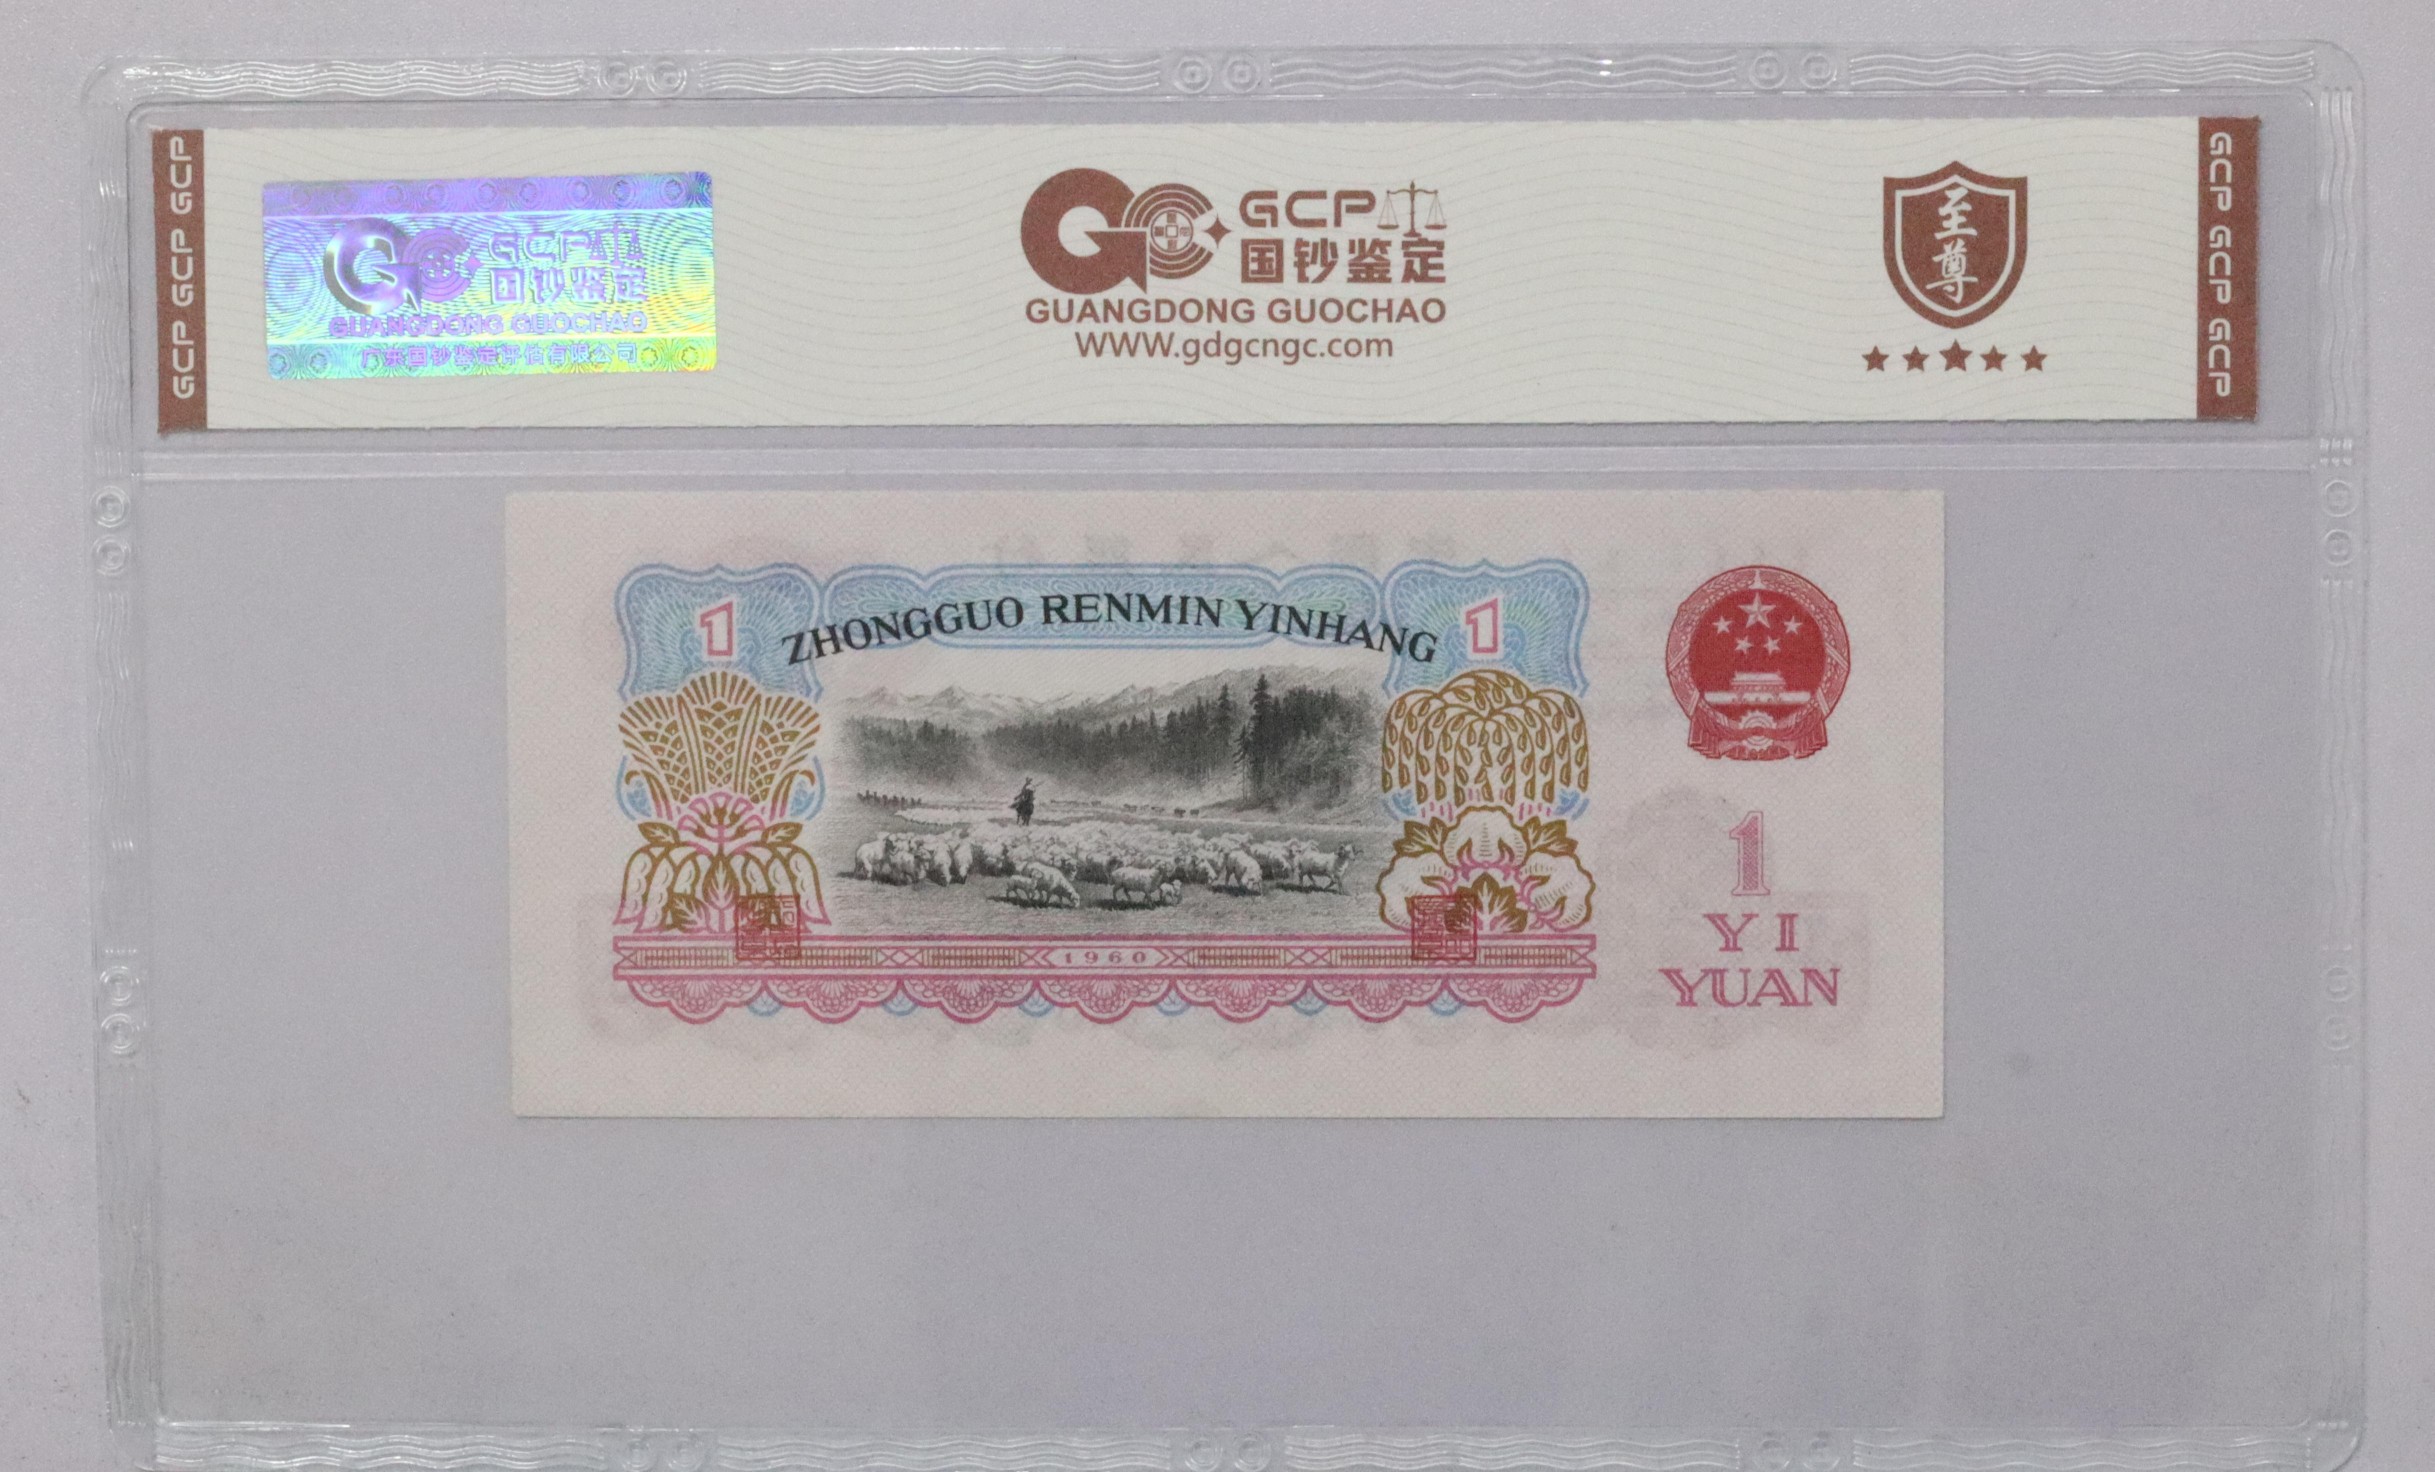 GCP GCP GCP
GCP
国钞鉴定
GUANGDONG GUOCHAO
广东国钞鉴定评估有限公司
GCP
国钞鉴定
GUANGDONG GUOCHAO
WWW.gdgcngc.com
至尊
GCP GCP GCP
1
ZHONGGUO RENMIN YINHANG
1
1960
1
YI
YUAN